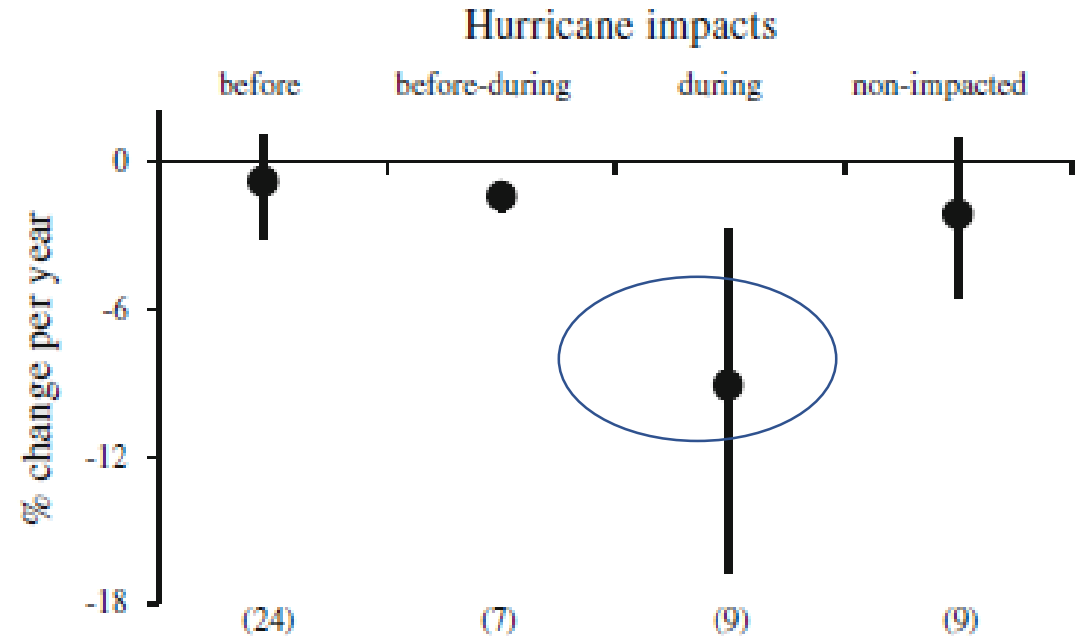 Hurricane impacts
before before-during during non-impacted
% change per year
0
-6
-12
-18
(24) (7) (9) (9)